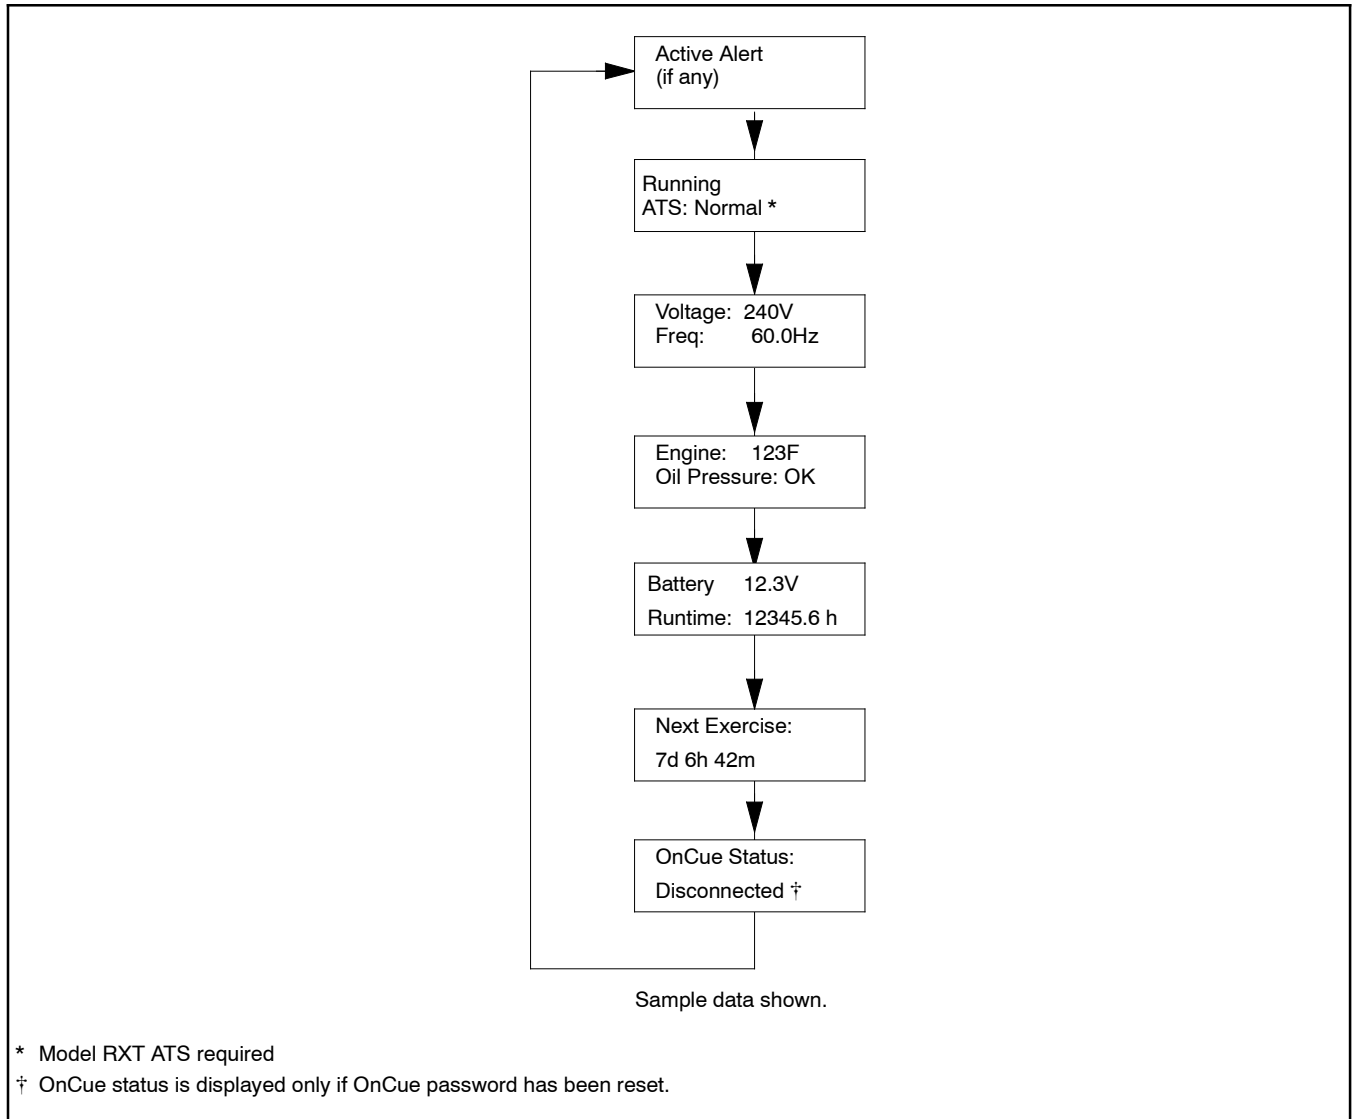 Active Alert
(if any)
Running
ATS: Normal *
Voltage: 240V
Freq: 60.0Hz
Engine: 123F
Oil Pressure: OK
Battery 12.3V
Runtime: 12345.6 h
Next Exercise:
7d 6h 42m
OnCue Status:
Disconnected †
Sample data shown.
* Model RXT ATS required
† OnCue status is displayed only if OnCue password has been reset.